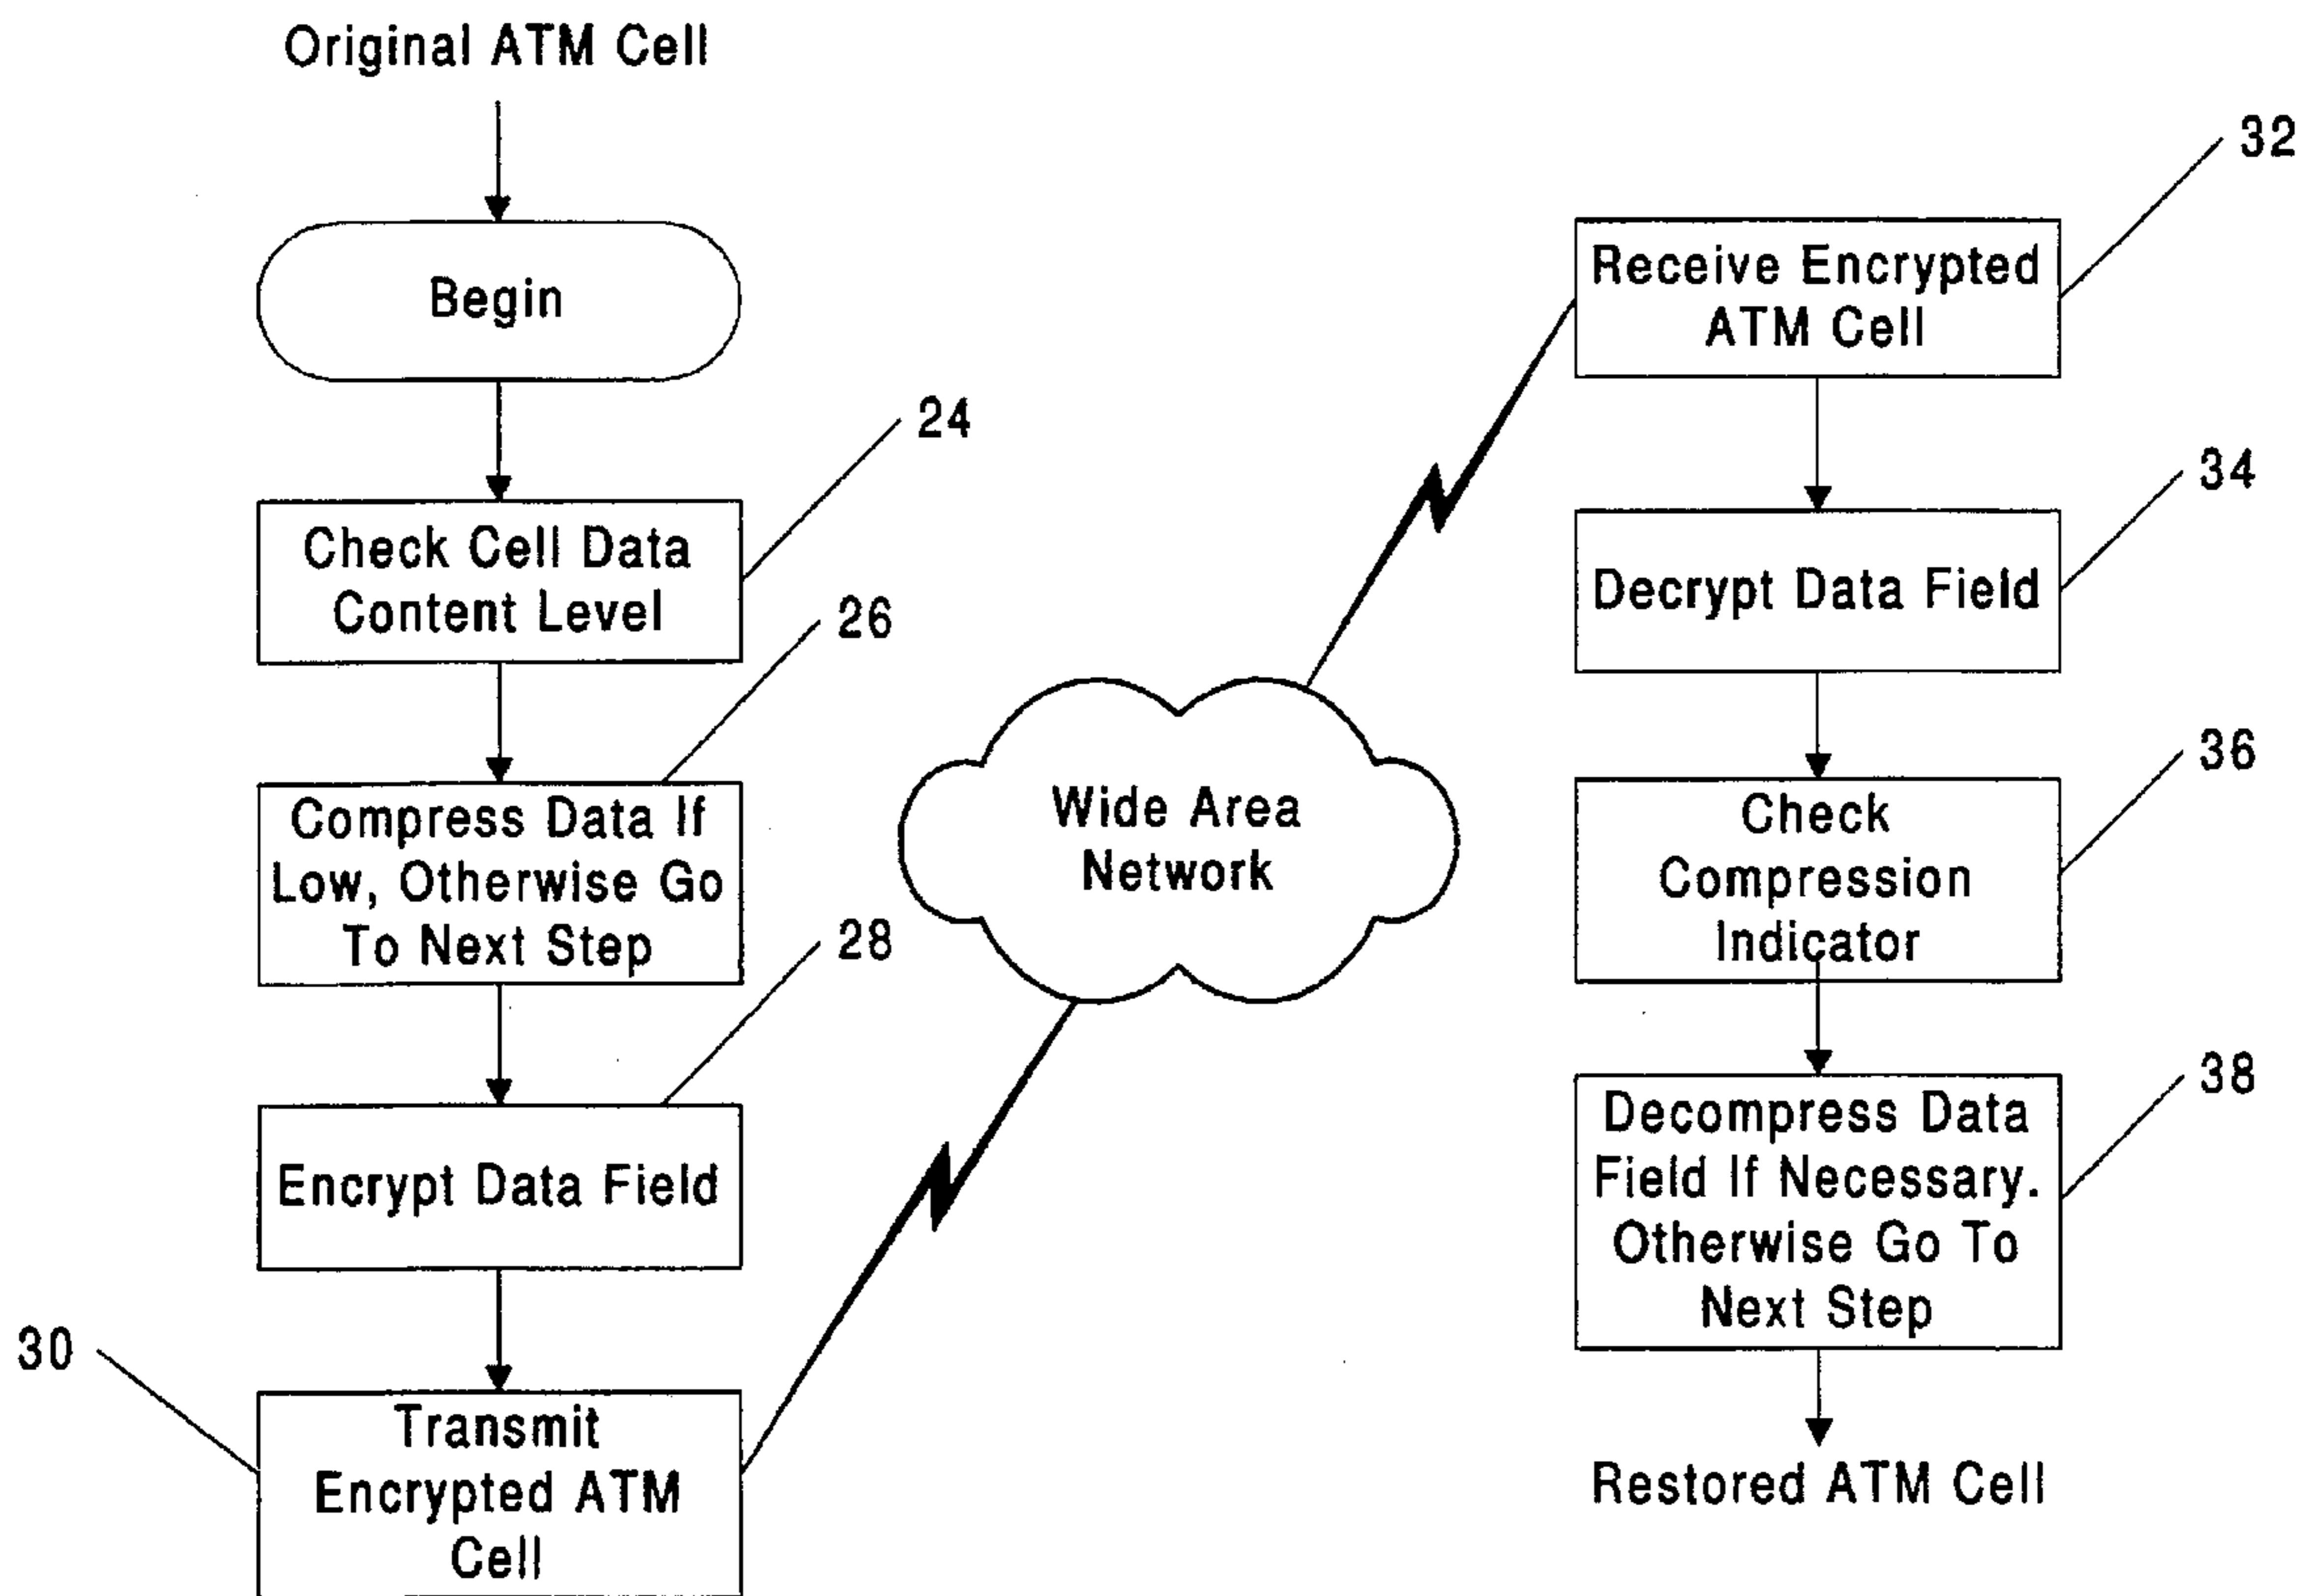 Original ATM Cell
Begin
24
Check Cell Data
Content Level
26
Compress Data If
Low, Otherwise Go
To Next Step
28
Encrypt Data Field
30
Transmit
Encrypted ATM
Cell
Wide Area
Network
32
Receive Encrypted
ATM Cell
34
Decrypt Data Field
36
Check
Compression
Indicator
38
Decompress Data
Field If Necessary.
Otherwise Go To
Next Step
Restored ATM Cell